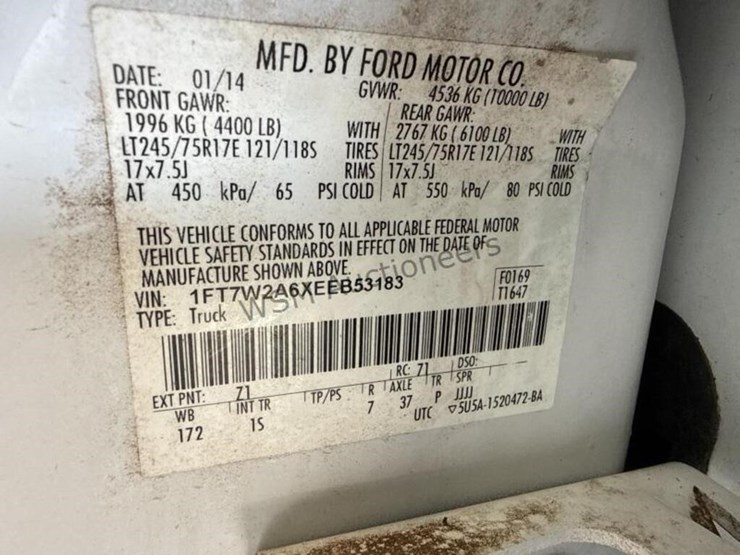 MFD. BY FORD MOTOR CO.
DATE: 01/14 GVWR: 4536 KG (10000 LB)
FRONT GAWR: REAR GAWR:
1996 KG ( 4400 LB) WITH 2767 KG ( 6100 LB) WITH
LT245/75R17E 121/118S TIRES LT245/75R17E 121/118S TIRES
17x7.5J RIMS 17x7.5J RIMS
AT 450 kPa/ 65 PSI COLD AT 550 kPa/ 80 PSI COLD
THIS VEHICLE CONFORMS TO ALL APPLICABLE FEDERAL MOTOR
VEHICLE SAFETY STANDARDS IN EFFECT ON THE DATE OF
MANUFACTURE SHOWN ABOVE.
VIN: 1FT7W2A6XEEB53183 F0169
TYPE: Truck T1647
WSM Auctioneers
EXT PNT: Z1 RC: 71 DSO:
WB INT TR TP/PS R AXLE TR SPR
172 1S 7 37 P JJJJ
UTC ▽5U5A-1520472-BA